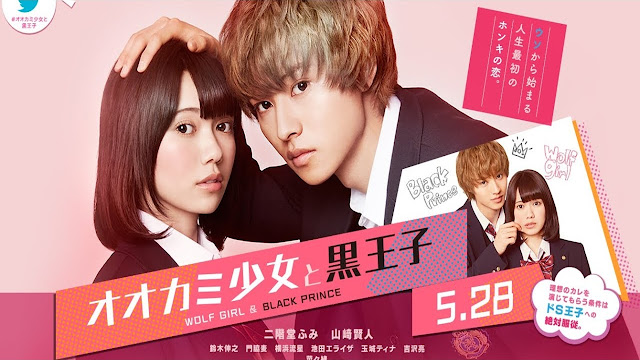 #オオカミ少女と
黒王子
ウソから始まる
人生最初の
ホンキの恋。
Black
Prince
Wolf
girl
オオカミ少女と黒王子
WOLF GIRL & BLACK PRINCE
5.28
理想のカレを
演じてもらう条件は
ドS王子への
絶対服従。
二階堂ふみ 山﨑賢人
鈴木伸之 門脇麦 横浜流星 池田エライザ 玉城ティナ 吉沢亮
菜々緒